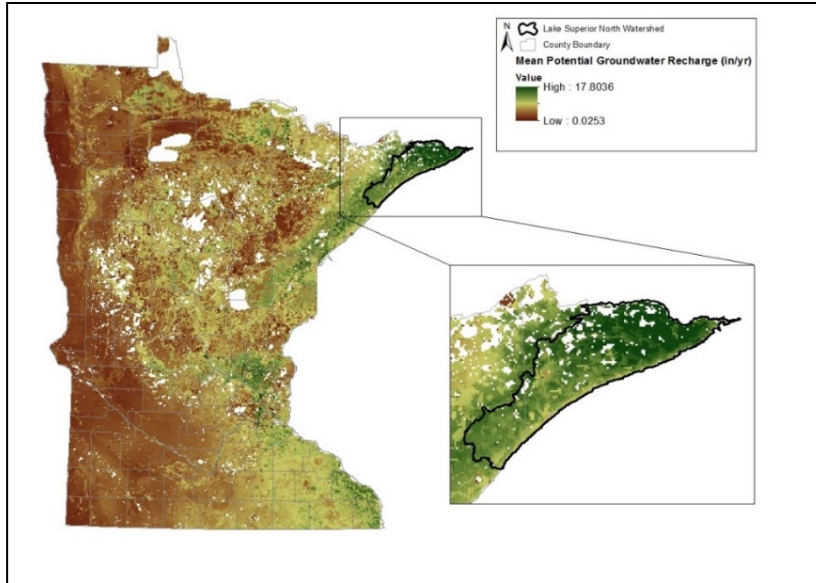 N
Lake Superior North Watershed
County Boundary
Mean Potential Groundwater Recharge (in/yr)
Value
High : 17.8036
Low : 0.0253